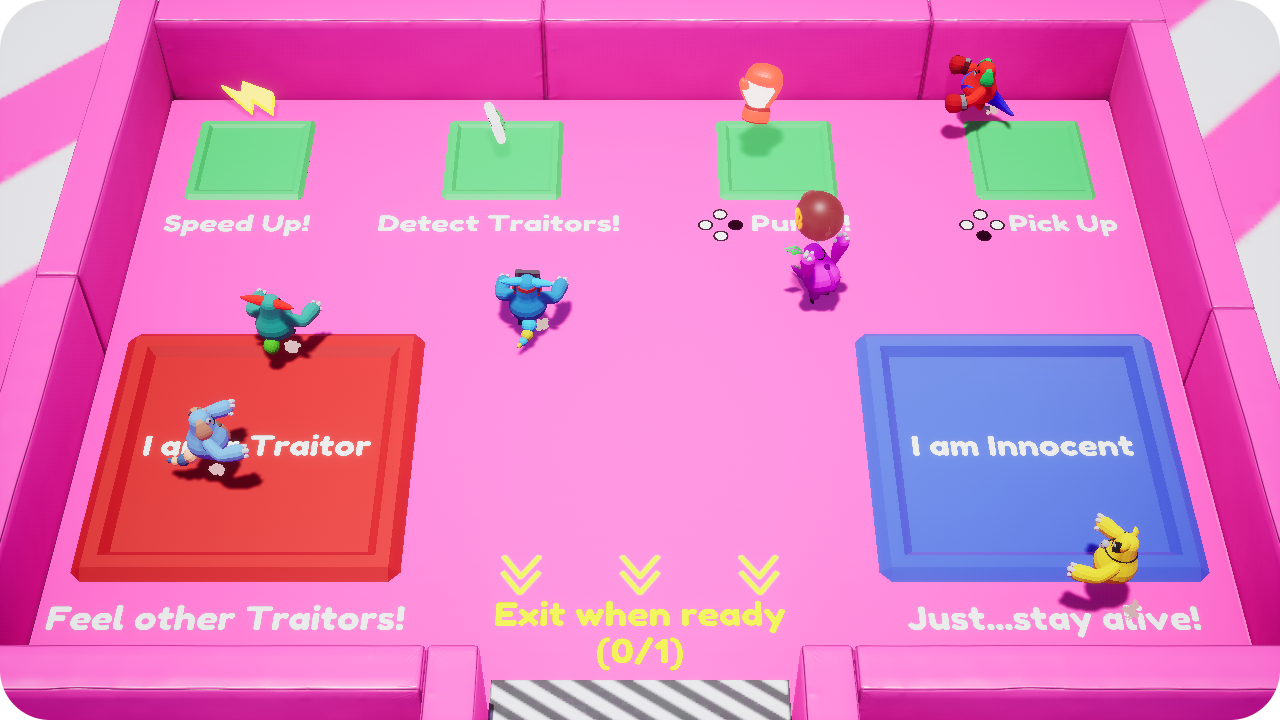 Speed Up!
Detect Traitors!
Pick Up
I am Innocent
Traitor
Feel other Traitors!
Exit when ready
(0/1)
Just...stay alive!